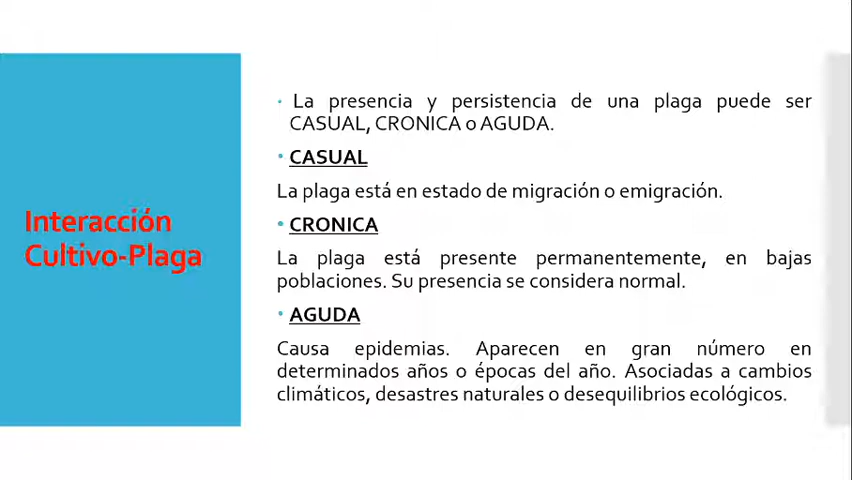 Interacción
Cultivo-Plaga
• La presencia y persistencia de una plaga puede ser
CASUAL, CRONICA o AGUDA.
• CASUAL
La plaga está en estado de migración o emigración.
• CRONICA
La plaga está presente permanentemente, en bajas
poblaciones. Su presencia se considera normal.
• AGUDA
Causa epidemias. Aparecen en gran número en
determinados años o épocas del año. Asociadas a cambios
climáticos, desastres naturales o desequilibrios ecológicos.